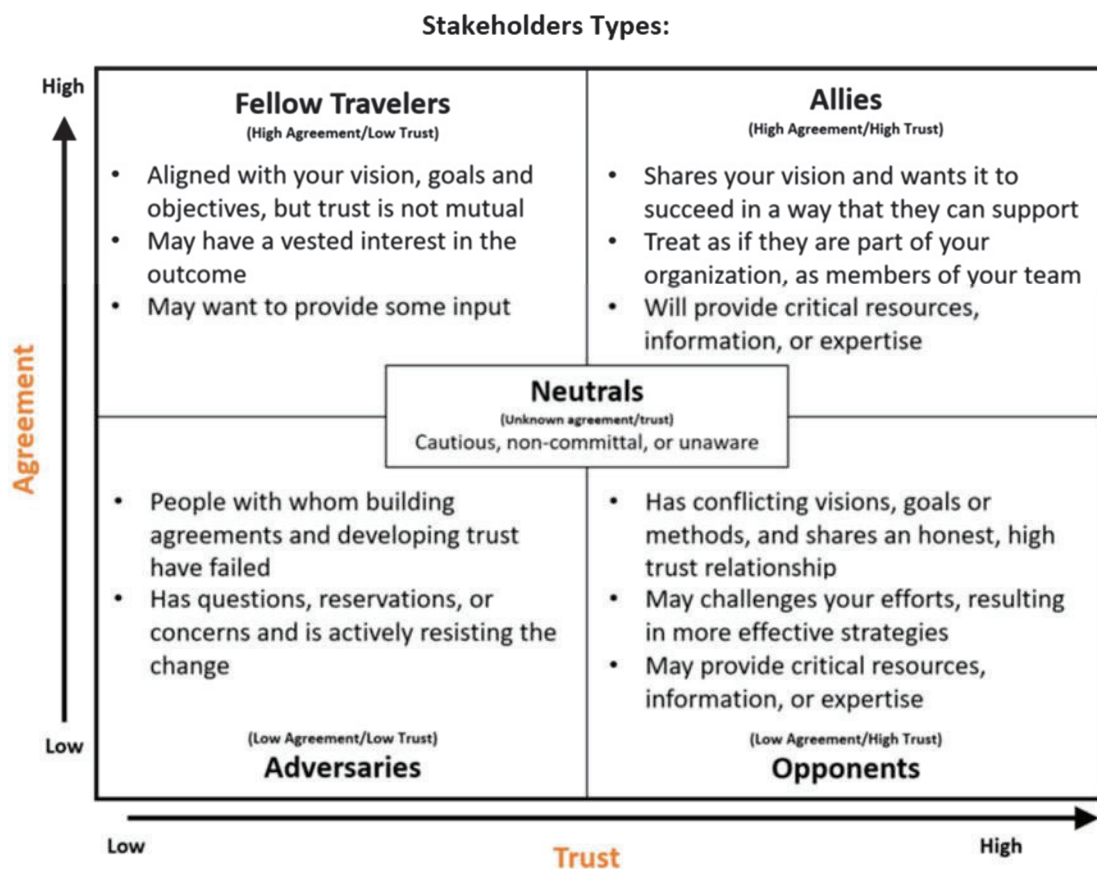 Stakeholders Types:
High
Fellow Travelers
(High Agreement/Low Trust)
• Aligned with your vision, goals and
objectives, but trust is not mutual
• May have a vested interest in the
outcome
• May want to provide some input
Allies
(High Agreement/High Trust)
• Shares your vision and wants it to
succeed in a way that they can support
• Treat as if they are part of your
organization, as members of your team
• Will provide critical resources,
information, or expertise
Agreement
Neutrals
(Unknown agreement/trust)
Cautious, non-committal, or unaware
• People with whom building
agreements and developing trust
have failed
• Has questions, reservations, or
concerns and is actively resisting the
change
(Low Agreement/Low Trust)
Adversaries
• Has conflicting visions, goals or
methods, and shares an honest, high
trust relationship
• May challenges your efforts, resulting
in more effective strategies
• May provide critical resources,
information, or expertise
(Low Agreement/High Trust)
Opponents
Low
Low
Trust
High